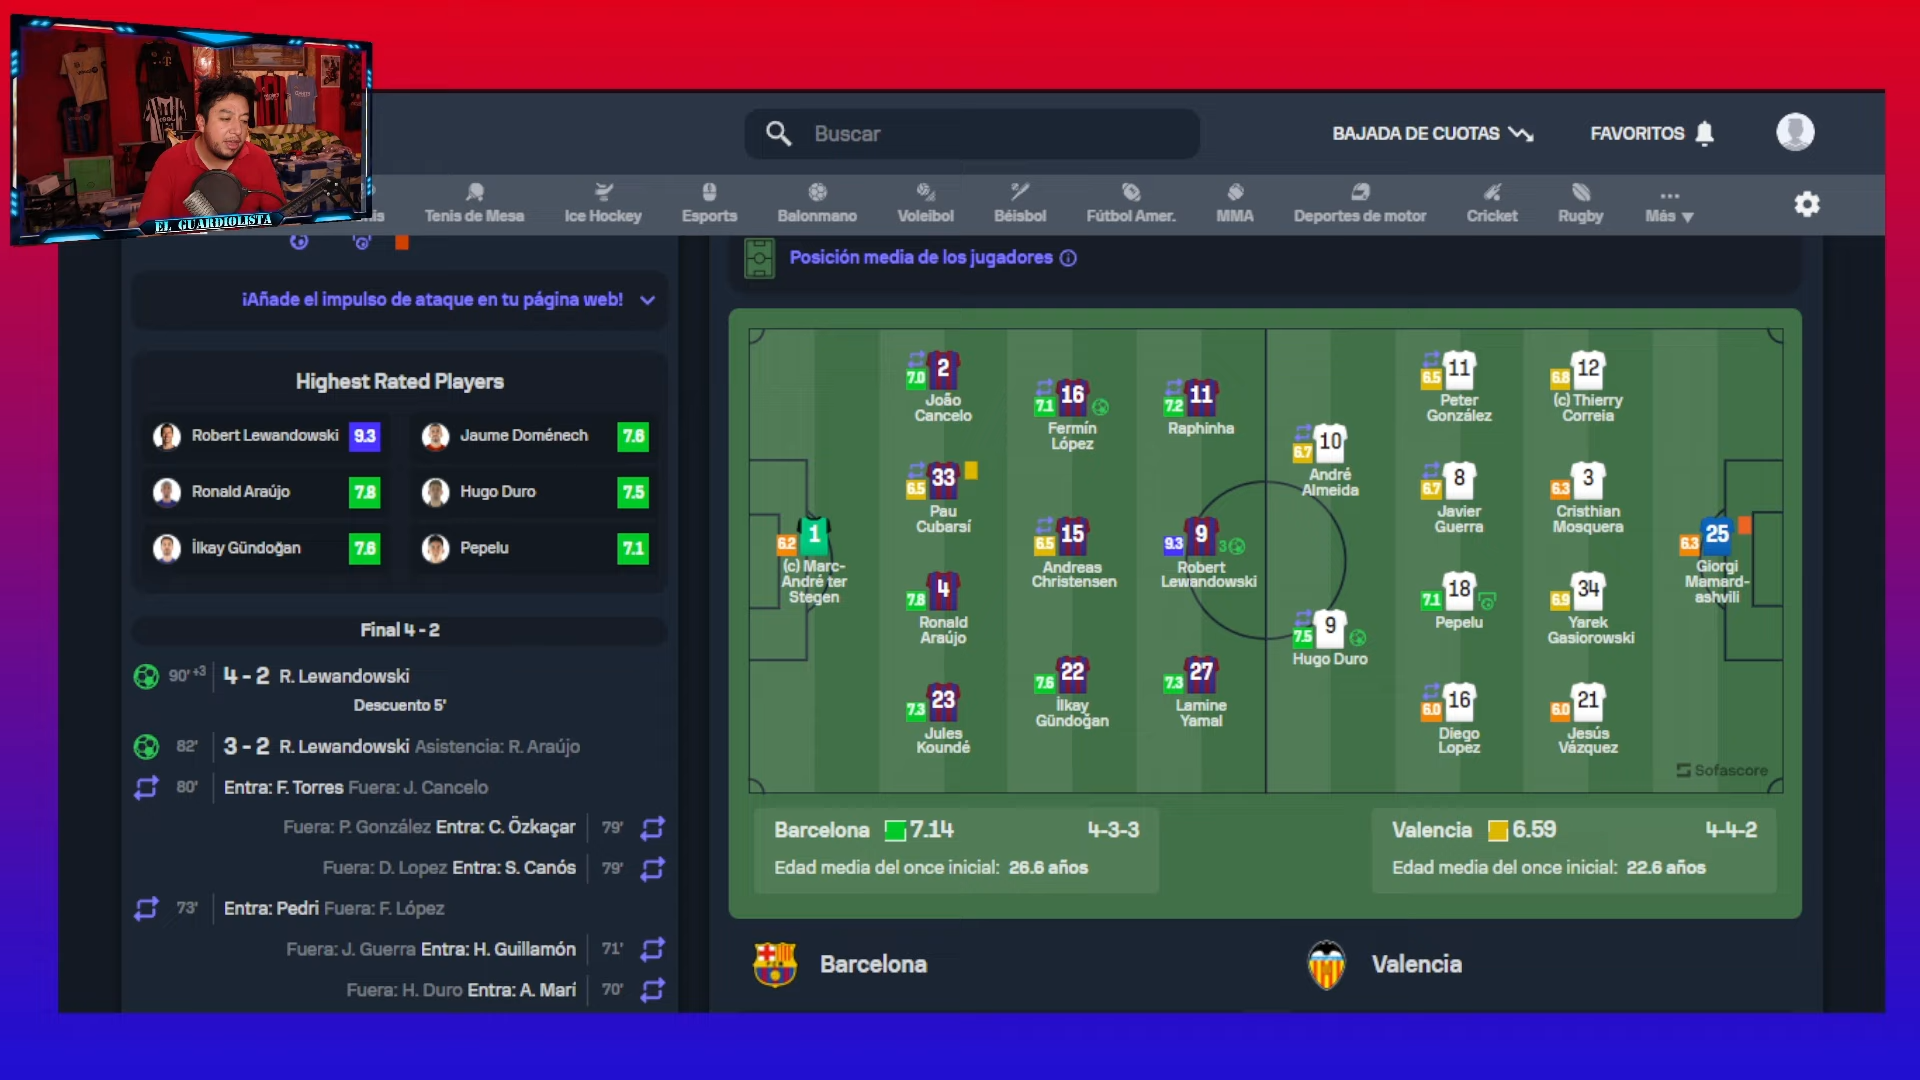 EL GUARDIOLISTA
Buscar
BAJADA DE CUOTAS
FAVORITOS
nis
Tenis de Mesa
Ice Hockey
Esports
Balonmano
Voleibol
Béisbol
Fútbol Amer.
MMA
Deportes de motor
Cricket
Rugby
Más
¡Añade el impulso de ataque en tu página web!
Highest Rated Players
Robert Lewandowski 9.3
Jaume Doménech 7.6
Ronald Araújo 7.8
Hugo Duro 7.5
İlkay Gündoğan 7.6
Pepelu 7.1
Final 4 - 2
90'+3 4 - 2 R. Lewandowski
Descuento 5'
82' 3 - 2 R. Lewandowski Asistencia: R. Araújo
80' Entra: F. Torres Fuera: J. Cancelo
Fuera: P. González Entra: C. Özkaçar 79'
Fuera: D. Lopez Entra: S. Canós 79'
73' Entra: Pedri Fuera: F. López
Fuera: J. Guerra Entra: H. Guillamón 71'
Fuera: H. Duro Entra: A. Marí 70'
Posición media de los jugadores
6.2 1
(c) Marc-
André ter
Stegen
7.0 2
João
Cancelo
6.5 33
Pau
Cubarsí
7.8 4
Ronald
Araújo
7.3 23
Jules
Koundé
7.1 16
Fermín
López
6.5 15
Andreas
Christensen
7.6 22
İlkay
Gündoğan
7.2 11
Raphinha
9.3 9 3
Robert
Lewandowski
7.3 27
Lamine
Yamal
6.7 10
André
Almeida
7.5 9
Hugo Duro
6.5 11
Peter
González
6.7 8
Javier
Guerra
7.1 18
Pepelu
6.0 16
Diego
Lopez
6.8 12
(c) Thierry
Correia
6.3 3
Cristhian
Mosquera
6.9 34
Yarek
Gasiorowski
6.0 21
Jesús
Vázquez
6.3 25
Giorgi
Mamard-
ashvili
Sofascore
Barcelona 7.14 4-3-3
Edad media del once inicial: 26.6 años
Valencia 6.59 4-4-2
Edad media del once inicial: 22.6 años
Barcelona
Valencia